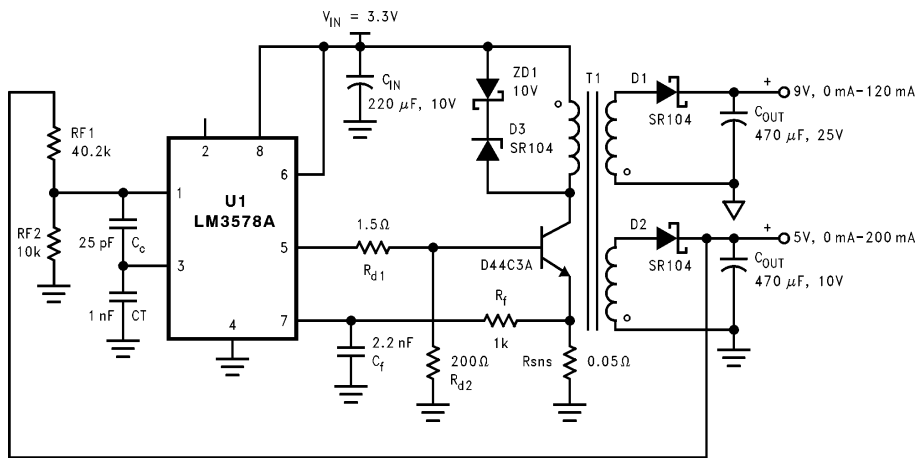 V_IN = 3.3V
C_IN
220 μF, 10V
ZD1
10V
D3
SR104
T1
D1
SR104
+
9V, 0 mA–120 mA
C_OUT
470 μF, 25V
RF1
40.2k
RF2
10k
2
8
1
6
U1
LM3578A
5
3
4
7
25 pF
C_c
1 nF
CT
1.5Ω
R_d1
D44C3A
D2
SR104
+
5V, 0 mA–200 mA
C_OUT
470 μF, 10V
R_f
1k
2.2 nF
C_f
200Ω
R_d2
Rsns
0.05Ω